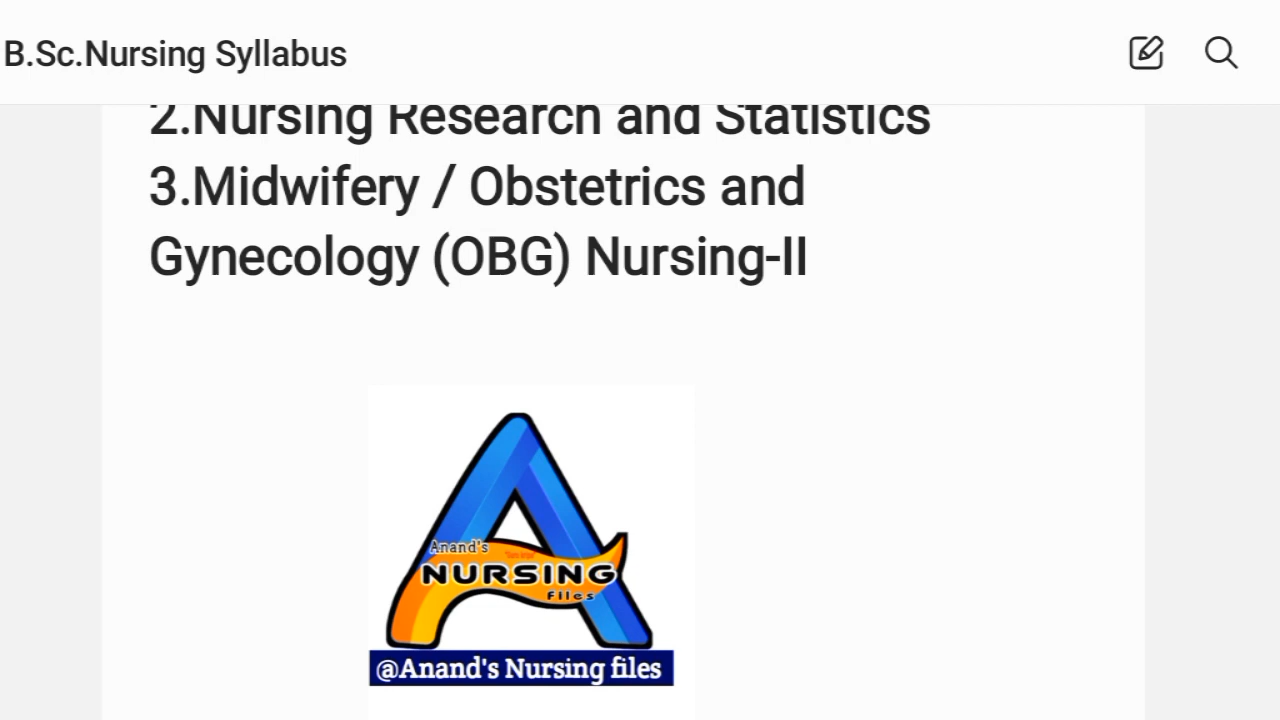 B.Sc.Nursing Syllabus
2.Nursing Research and Statistics
3.Midwifery / Obstetrics and
Gynecology (OBG) Nursing-II
Anand's
NURSING
Files
@Anand's Nursing files